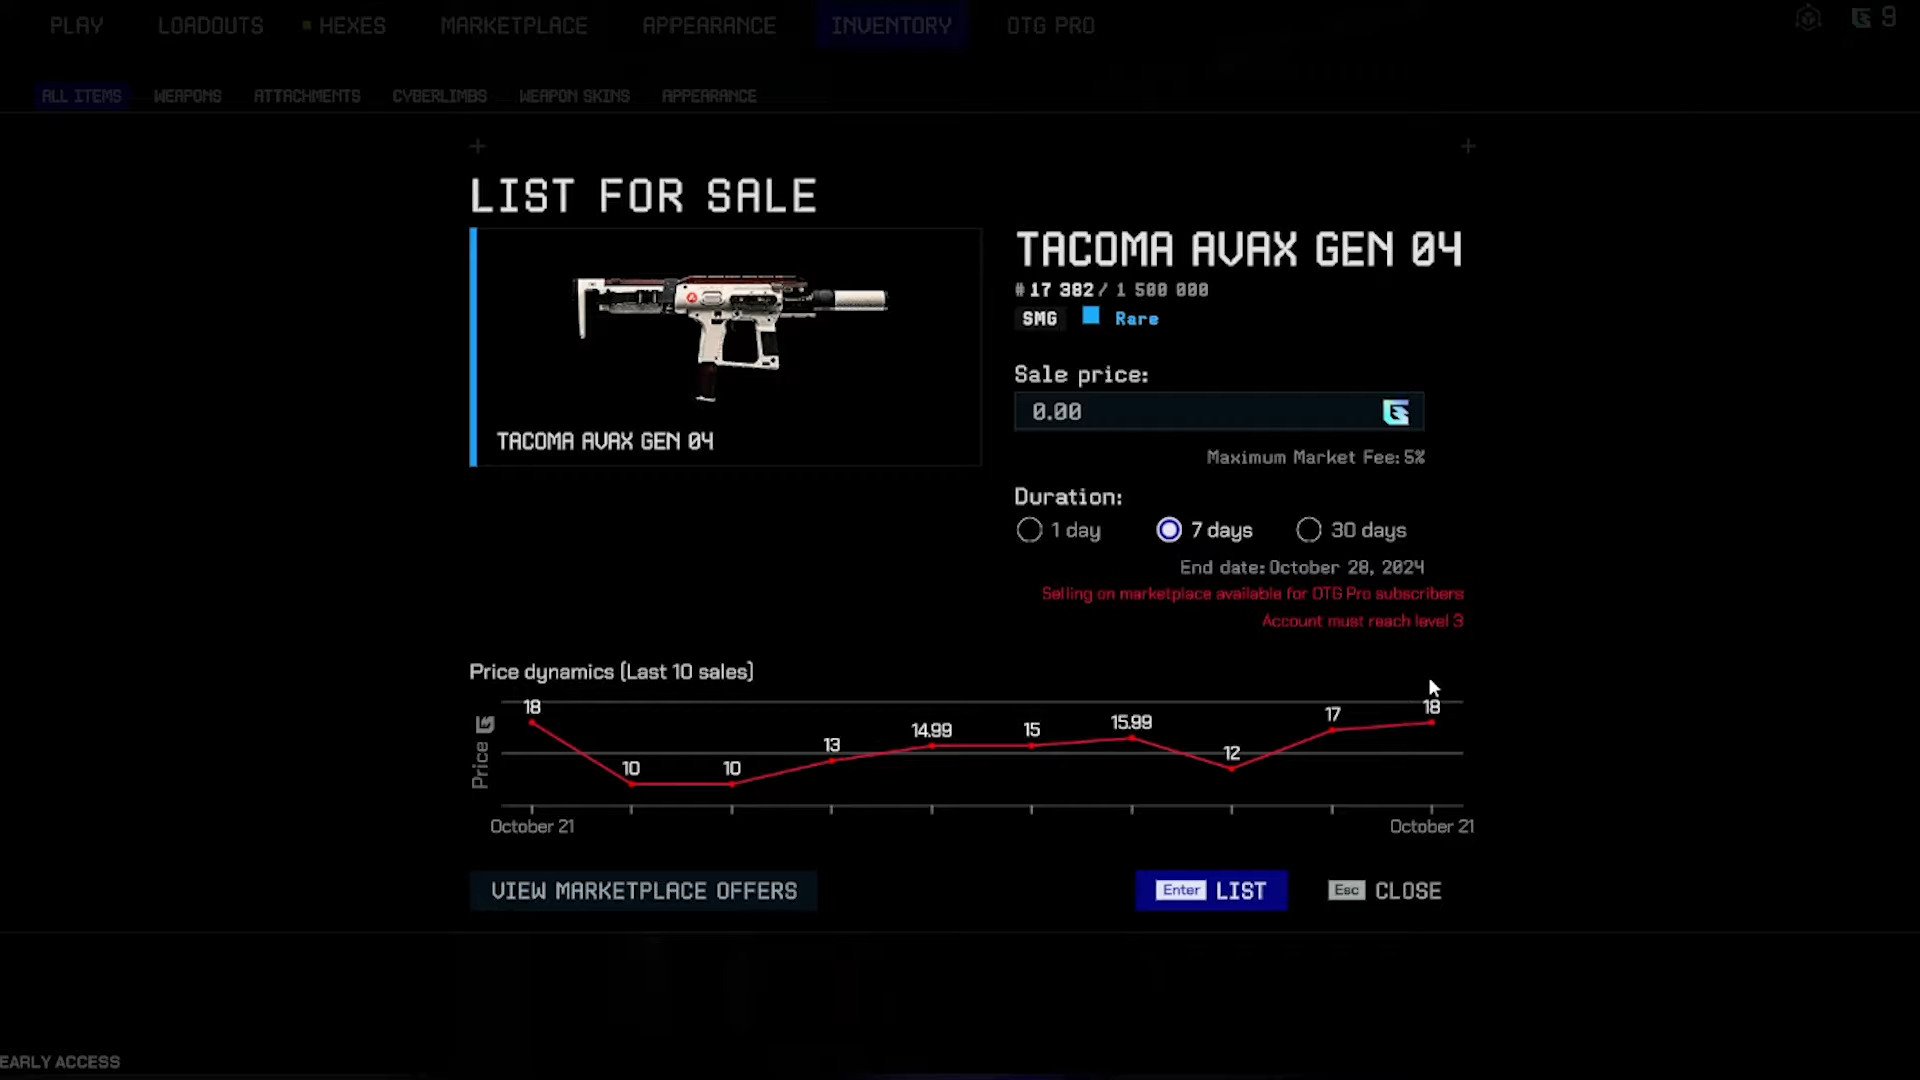 PLAY LOADOUTS HEXES MARKETPLACE APPEARANCE INVENTORY OTG PRO 9
ALL ITEMS WEAPONS ATTACHMENTS CYBERLIMBS WEAPON SKINS APPEARANCE
LIST FOR SALE
TACOMA AVAX GEN 04
TACOMA AVAX GEN 04
#17 382/ 1 500 000
SMG Rare
Sale price:
0.00
Maximum Market Fee: 5%
Duration:
1 day 7 days 30 days
End date: October 28, 2024
Selling on marketplace available for OTG Pro subscribers
Account must reach level 3
Price dynamics (Last 10 sales)
Price
18 10 10 13 14.99 15 15.99 12 17 18
October 21 October 21
VIEW MARKETPLACE OFFERS
Enter LIST
Esc CLOSE
EARLY ACCESS